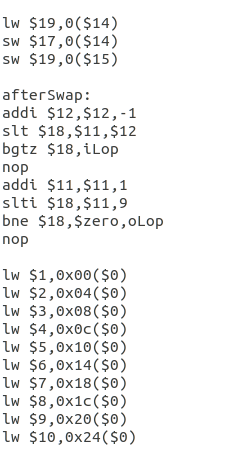 lw $19,0($14)
sw $17,0($14)
sw $19,0($15)
afterSwap:
addi $12,$12,-1
slt $18,$11,$12
bgtz $18,iLop
nop
addi $11,$11,1
slti $18,$11,9
bne $18,$zero,oLop
nop
lw $1,0x00($0)
lw $2,0x04($0)
lw $3,0x08($0)
lw $4,0x0c($0)
lw $5,0x10($0)
lw $6,0x14($0)
lw $7,0x18($0)
lw $8,0x1c($0)
lw $9,0x20($0)
lw $10,0x24($0)